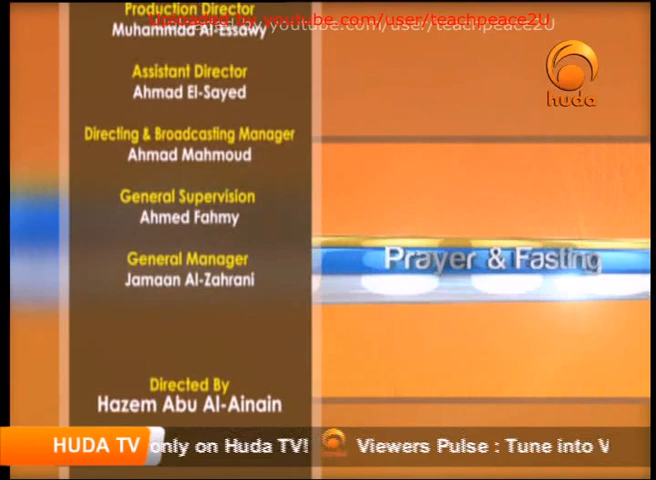 Production Director
Uploaded by youtube.com/user/teachpeace2U
Muhammad Al-Essawy
Assistant Director
Ahmad El-Sayed
huda
Directing & Broadcasting Manager
Ahmad Mahmoud
General Supervision
Ahmed Fahmy
General Manager
Jamaan Al-Zahrani
Prayer & Fasting
Directed By
Hazem Abu Al-Ainain
HUDA TV
only on Huda TV!
Viewers Pulse : Tune into